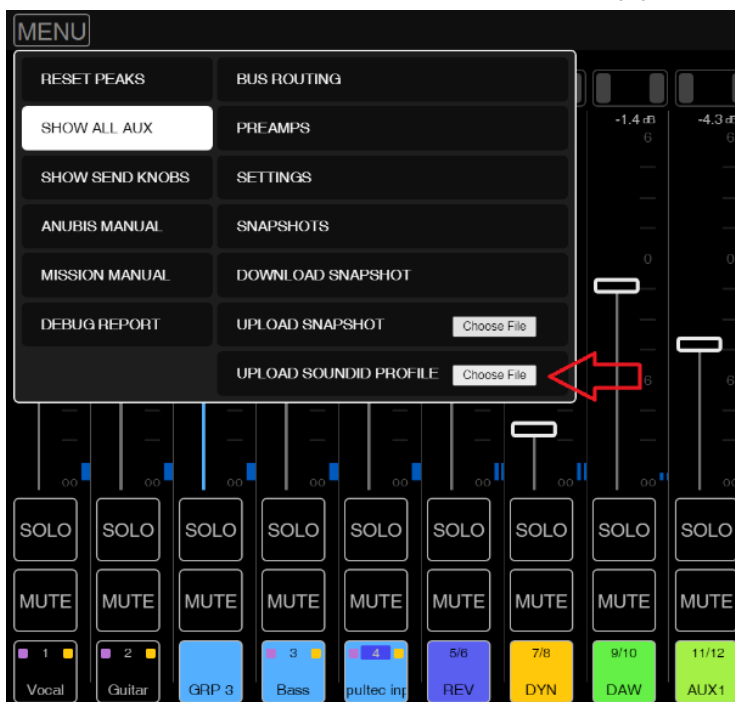 MENU
RESET PEAKS BUS ROUTING
SHOW ALL AUX PREAMPS
SHOW SEND KNOBS SETTINGS
ANUBIS MANUAL SNAPSHOTS
MISSION MANUAL DOWNLOAD SNAPSHOT
DEBUG REPORT UPLOAD SNAPSHOT Choose File
UPLOAD SOUNDID PROFILE Choose File
-1.4 dB -4.3 dB
6 6
0 0
6 6
∞ ∞ ∞ ∞ ∞ ∞ ∞ ∞ ∞
SOLO SOLO SOLO SOLO SOLO SOLO SOLO SOLO SOLO
MUTE MUTE MUTE MUTE MUTE MUTE MUTE MUTE MUTE
1 2 3 4 5/6 7/8 9/10 11/12
Vocal Guitar GRP 3 Bass pultec inp REV DYN DAW AUX1